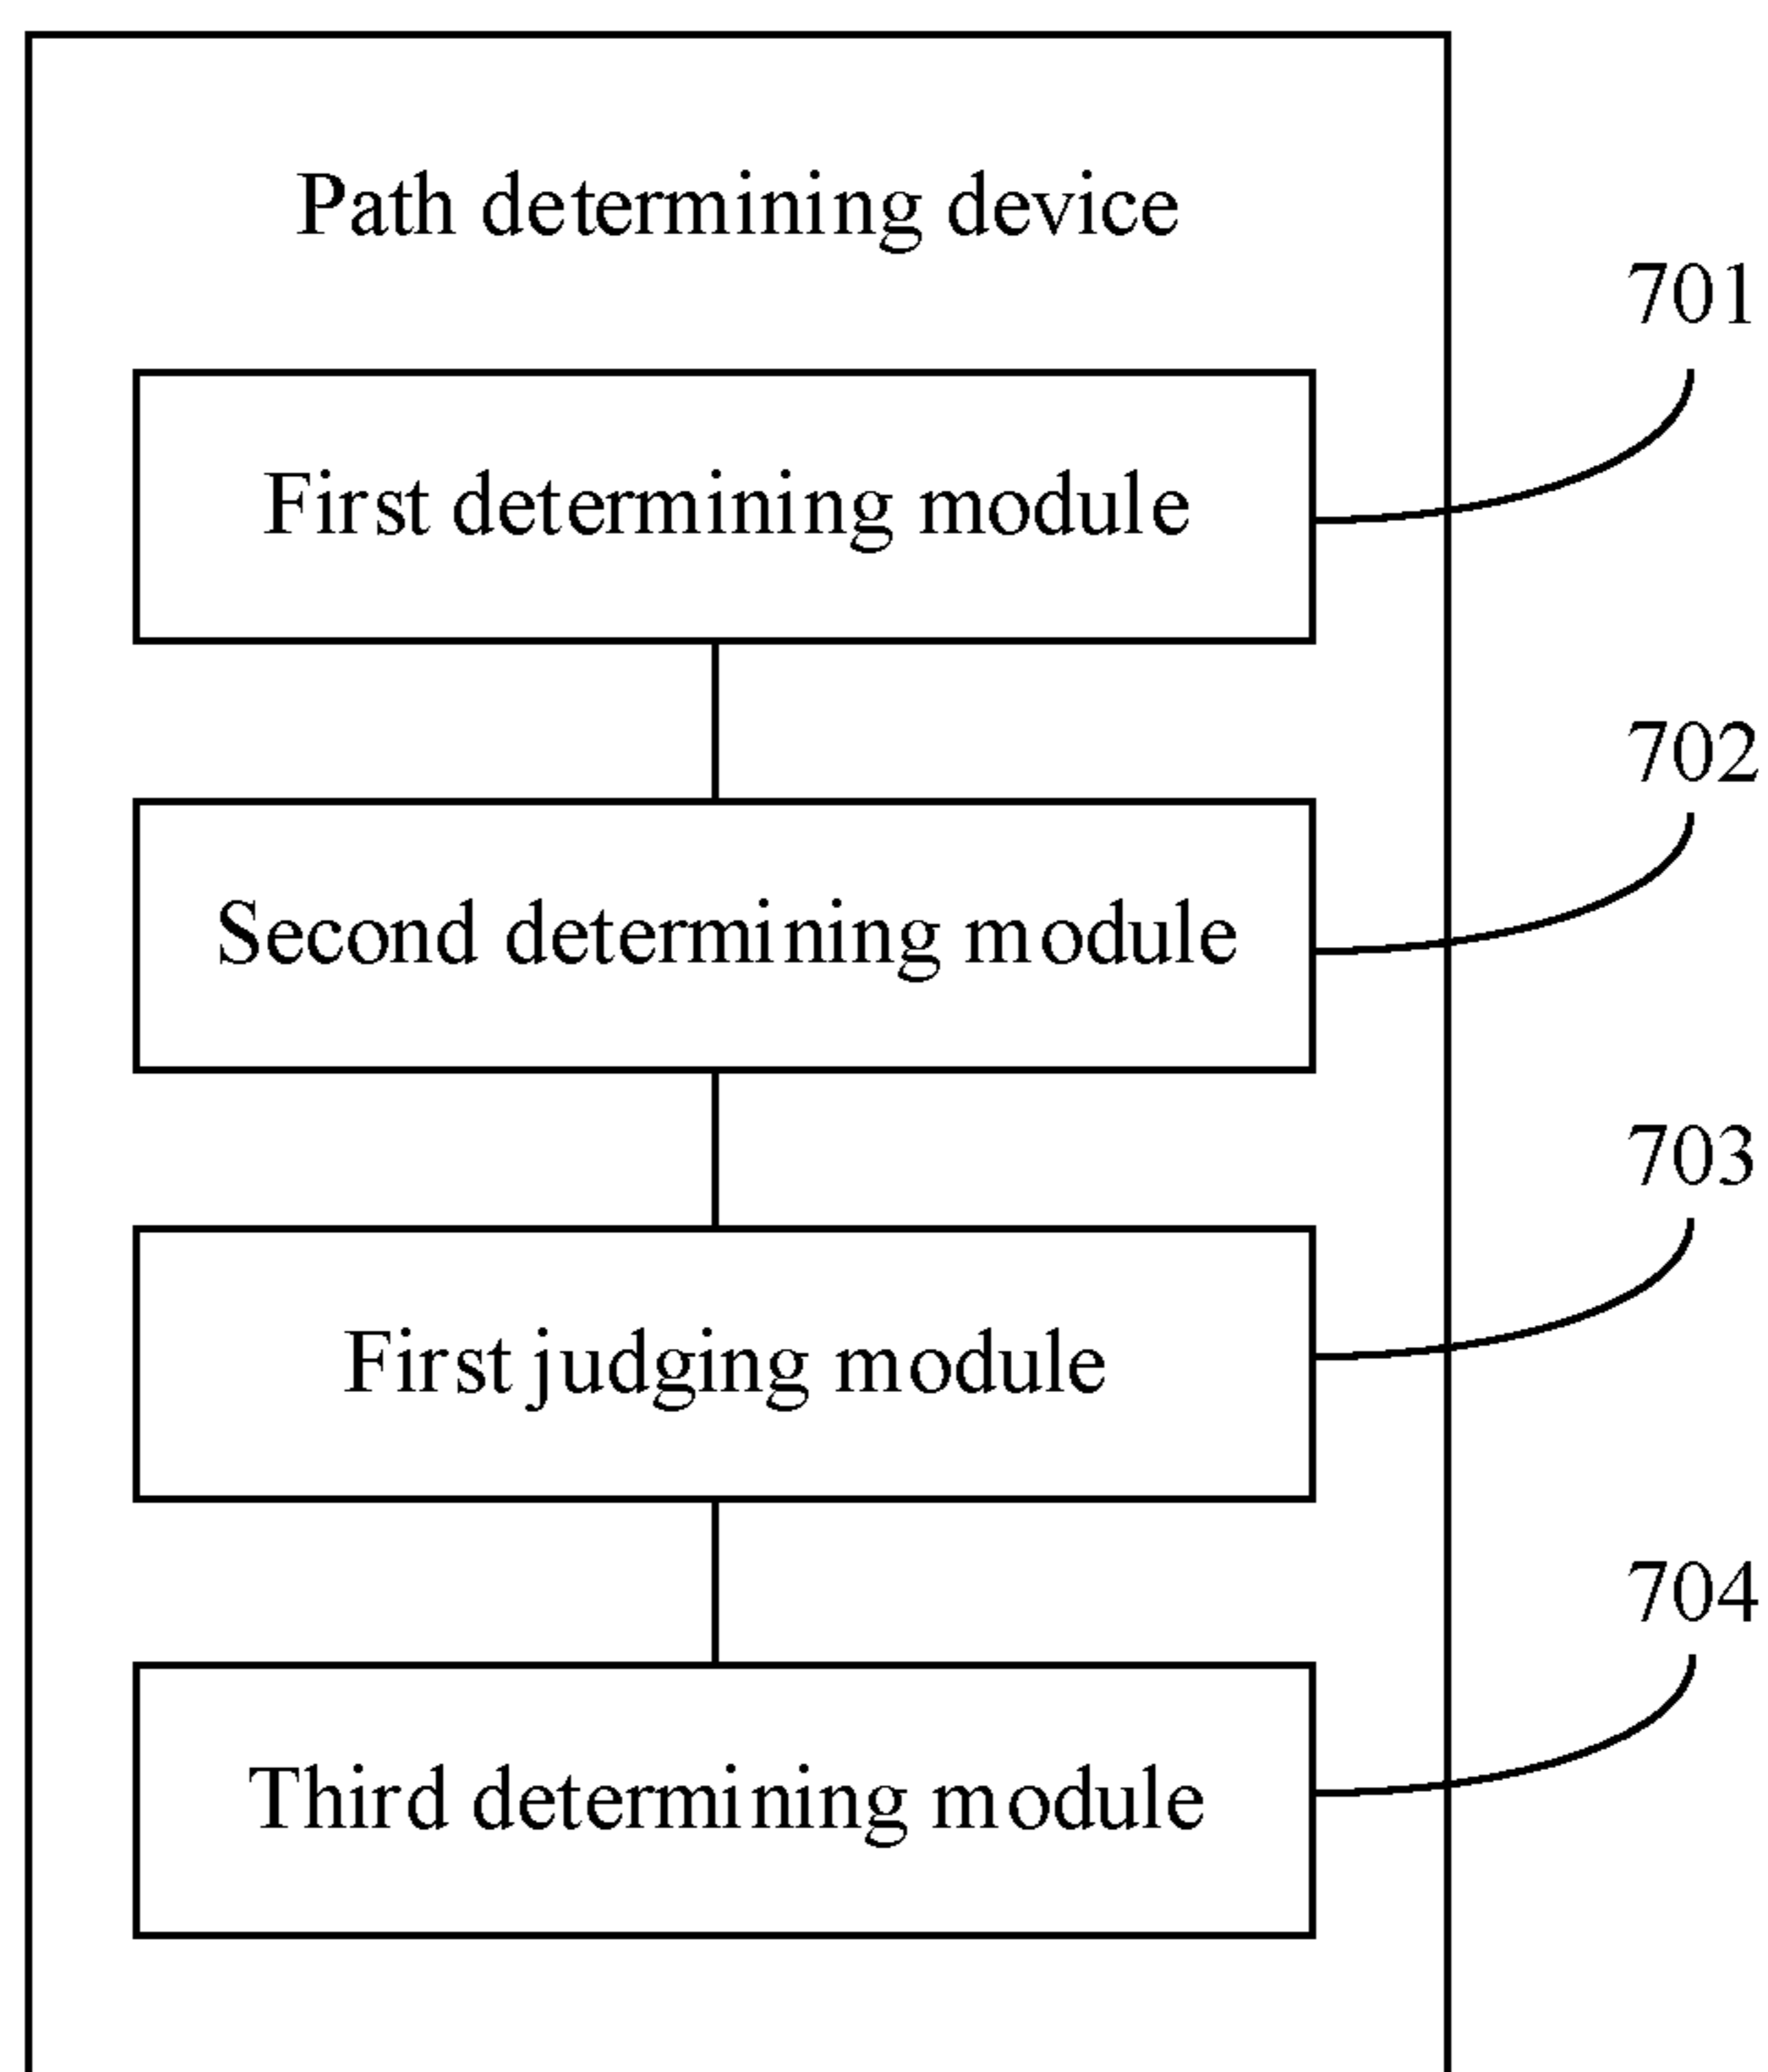 Path determining device
701
First determining module
702
Second determining module
703
First judging module
704
Third determining module